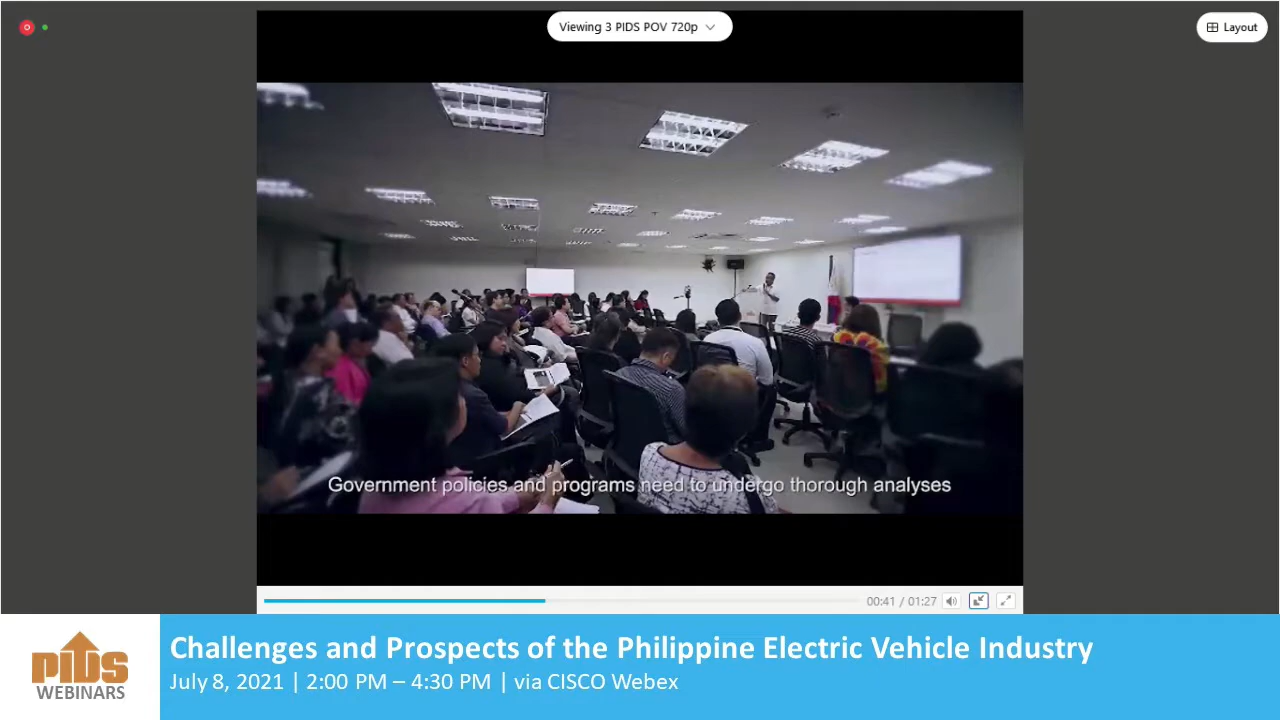 Viewing 3 PIDS POV 720p
Layout
Government policies and programs need to undergo thorough analyses
00:41 / 01:27
PIDS
WEBINARS
Challenges and Prospects of the Philippine Electric Vehicle Industry
July 8, 2021 | 2:00 PM – 4:30 PM | via CISCO Webex